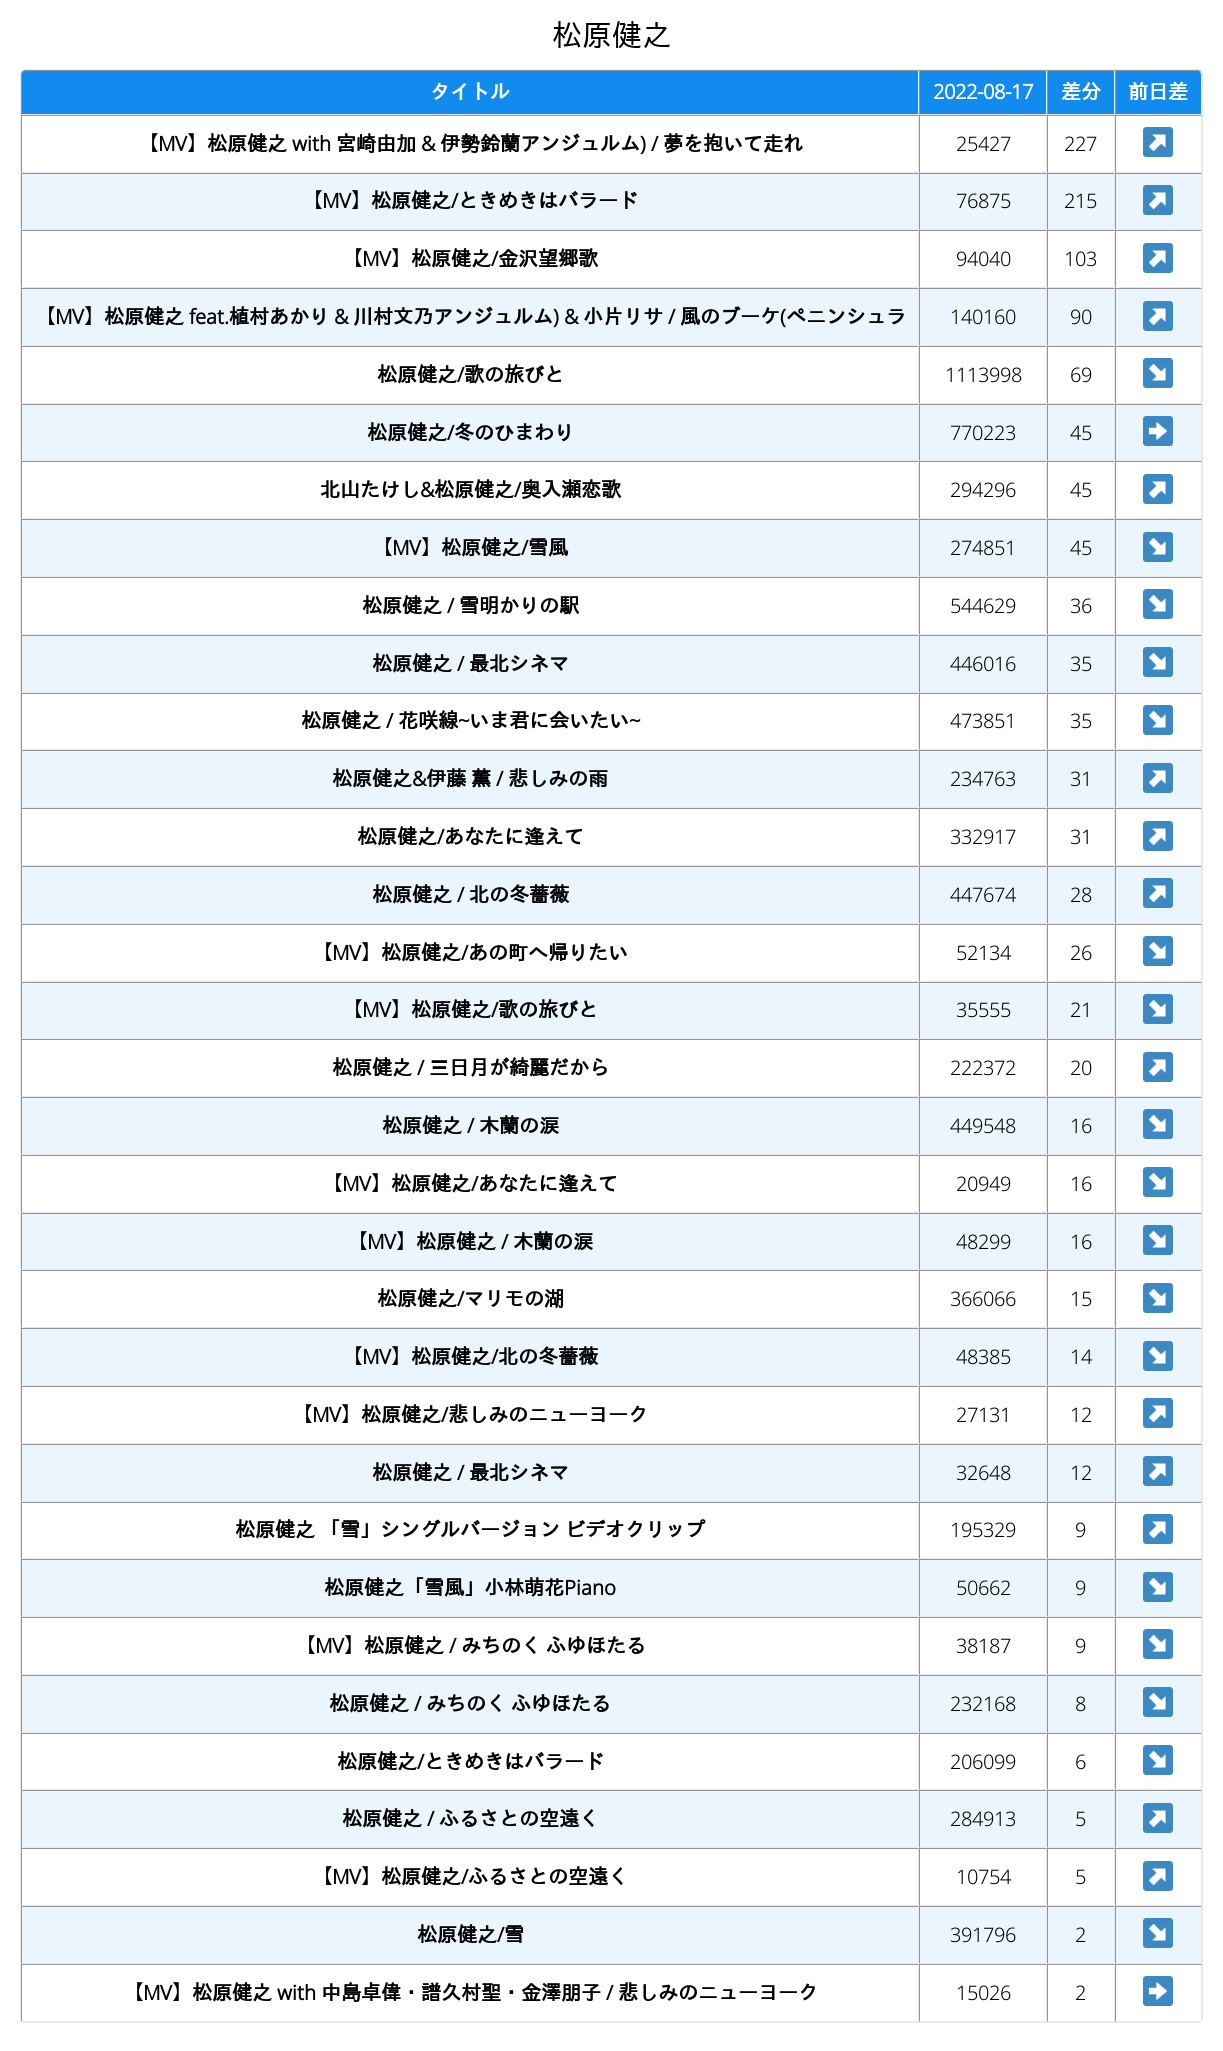 松原健之
タイトル 2022-08-17 差分 前日差
【MV】松原健之 with 宮崎由加 & 伊勢鈴蘭アンジュルム) / 夢を抱いて走れ 25427 227 ↗
【MV】松原健之/ときめきはバラード 76875 215 ↗
【MV】松原健之/金沢望郷歌 94040 103 ↗
【MV】松原健之 feat.植村あかり & 川村文乃アンジュルム) & 小片リサ / 風のブーケ(ペニンシュラ 140160 90 ↗
松原健之/歌の旅びと 1113998 69 ↘
松原健之/冬のひまわり 770223 45 ➡
北山たけし&松原健之/奥入瀬恋歌 294296 45 ↗
【MV】松原健之/雪風 274851 45 ↘
松原健之 / 雪明かりの駅 544629 36 ↘
松原健之 / 最北シネマ 446016 35 ↘
松原健之 / 花咲線~いま君に会いたい~ 473851 35 ↘
松原健之&伊藤 薫 / 悲しみの雨 234763 31 ↗
松原健之/あなたに逢えて 332917 31 ↗
松原健之 / 北の冬薔薇 447674 28 ↗
【MV】松原健之/あの町へ帰りたい 52134 26 ↘
【MV】松原健之/歌の旅びと 35555 21 ↘
松原健之 / 三日月が綺麗だから 222372 20 ↗
松原健之 / 木蘭の涙 449548 16 ↘
【MV】松原健之/あなたに逢えて 20949 16 ↘
【MV】松原健之 / 木蘭の涙 48299 16 ↘
松原健之/マリモの湖 366066 15 ↘
【MV】松原健之/北の冬薔薇 48385 14 ↘
【MV】松原健之/悲しみのニューヨーク 27131 12 ↗
松原健之 / 最北シネマ 32648 12 ↗
松原健之 「雪」シングルバージョン ビデオクリップ 195329 9 ↗
松原健之「雪風」小林萌花Piano 50662 9 ↘
【MV】松原健之 / みちのく ふゆほたる 38187 9 ↘
松原健之 / みちのく ふゆほたる 232168 8 ↘
松原健之/ときめきはバラード 206099 6 ↘
松原健之 / ふるさとの空遠く 284913 5 ↗
【MV】松原健之/ふるさとの空遠く 10754 5 ↗
松原健之/雪 391796 2 ↘
【MV】松原健之 with 中島卓偉・譜久村聖・金澤朋子 / 悲しみのニューヨーク 15026 2 ➡